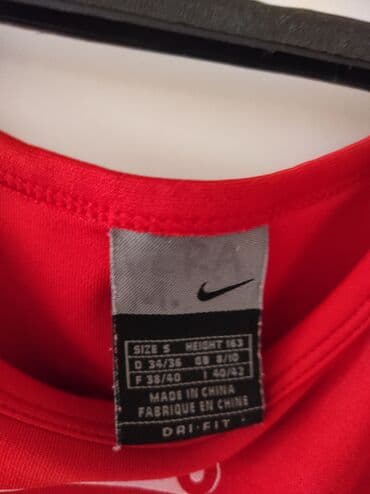 SIZE S HEIGHT 163
D 34/36 GB 8/10
F 38/40 I 40/42
MADE IN CHINA
FABRIQUE EN CHINE
DRI-FIT